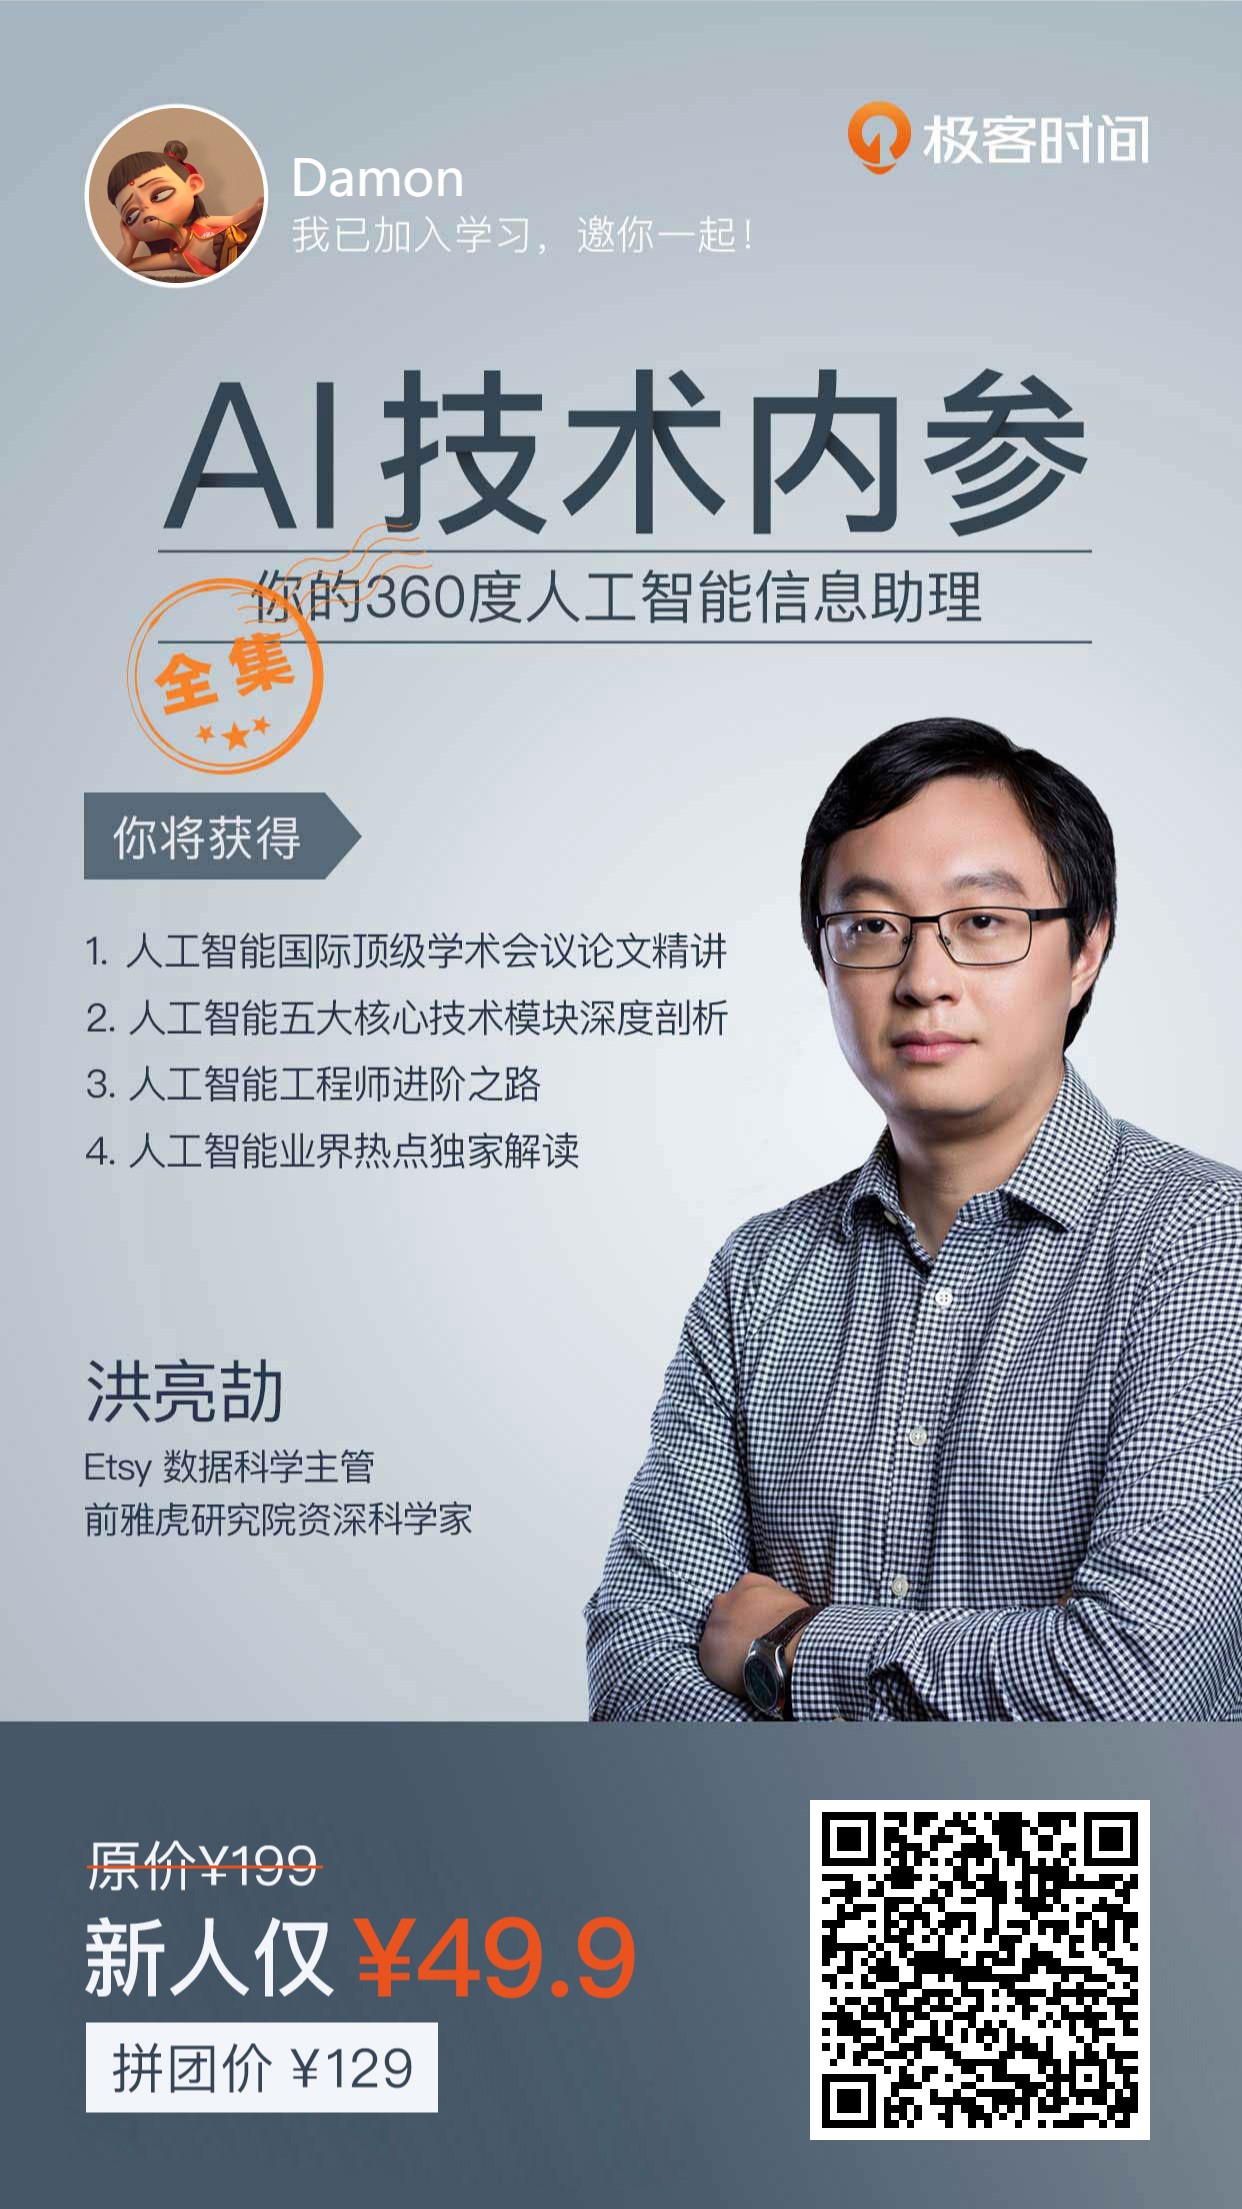 极客时间
Damon
我已加入学习，邀你一起！
AI技术内参
你的360度人工智能信息助理
全集
你将获得
1. 人工智能国际顶级学术会议论文精讲
2. 人工智能五大核心技术模块深度剖析
3. 人工智能工程师进阶之路
4. 人工智能业界热点独家解读
洪亮劼
Etsy 数据科学主管
前雅虎研究院资深科学家
原价¥199
新人仅 ¥49.9
拼团价 ¥129